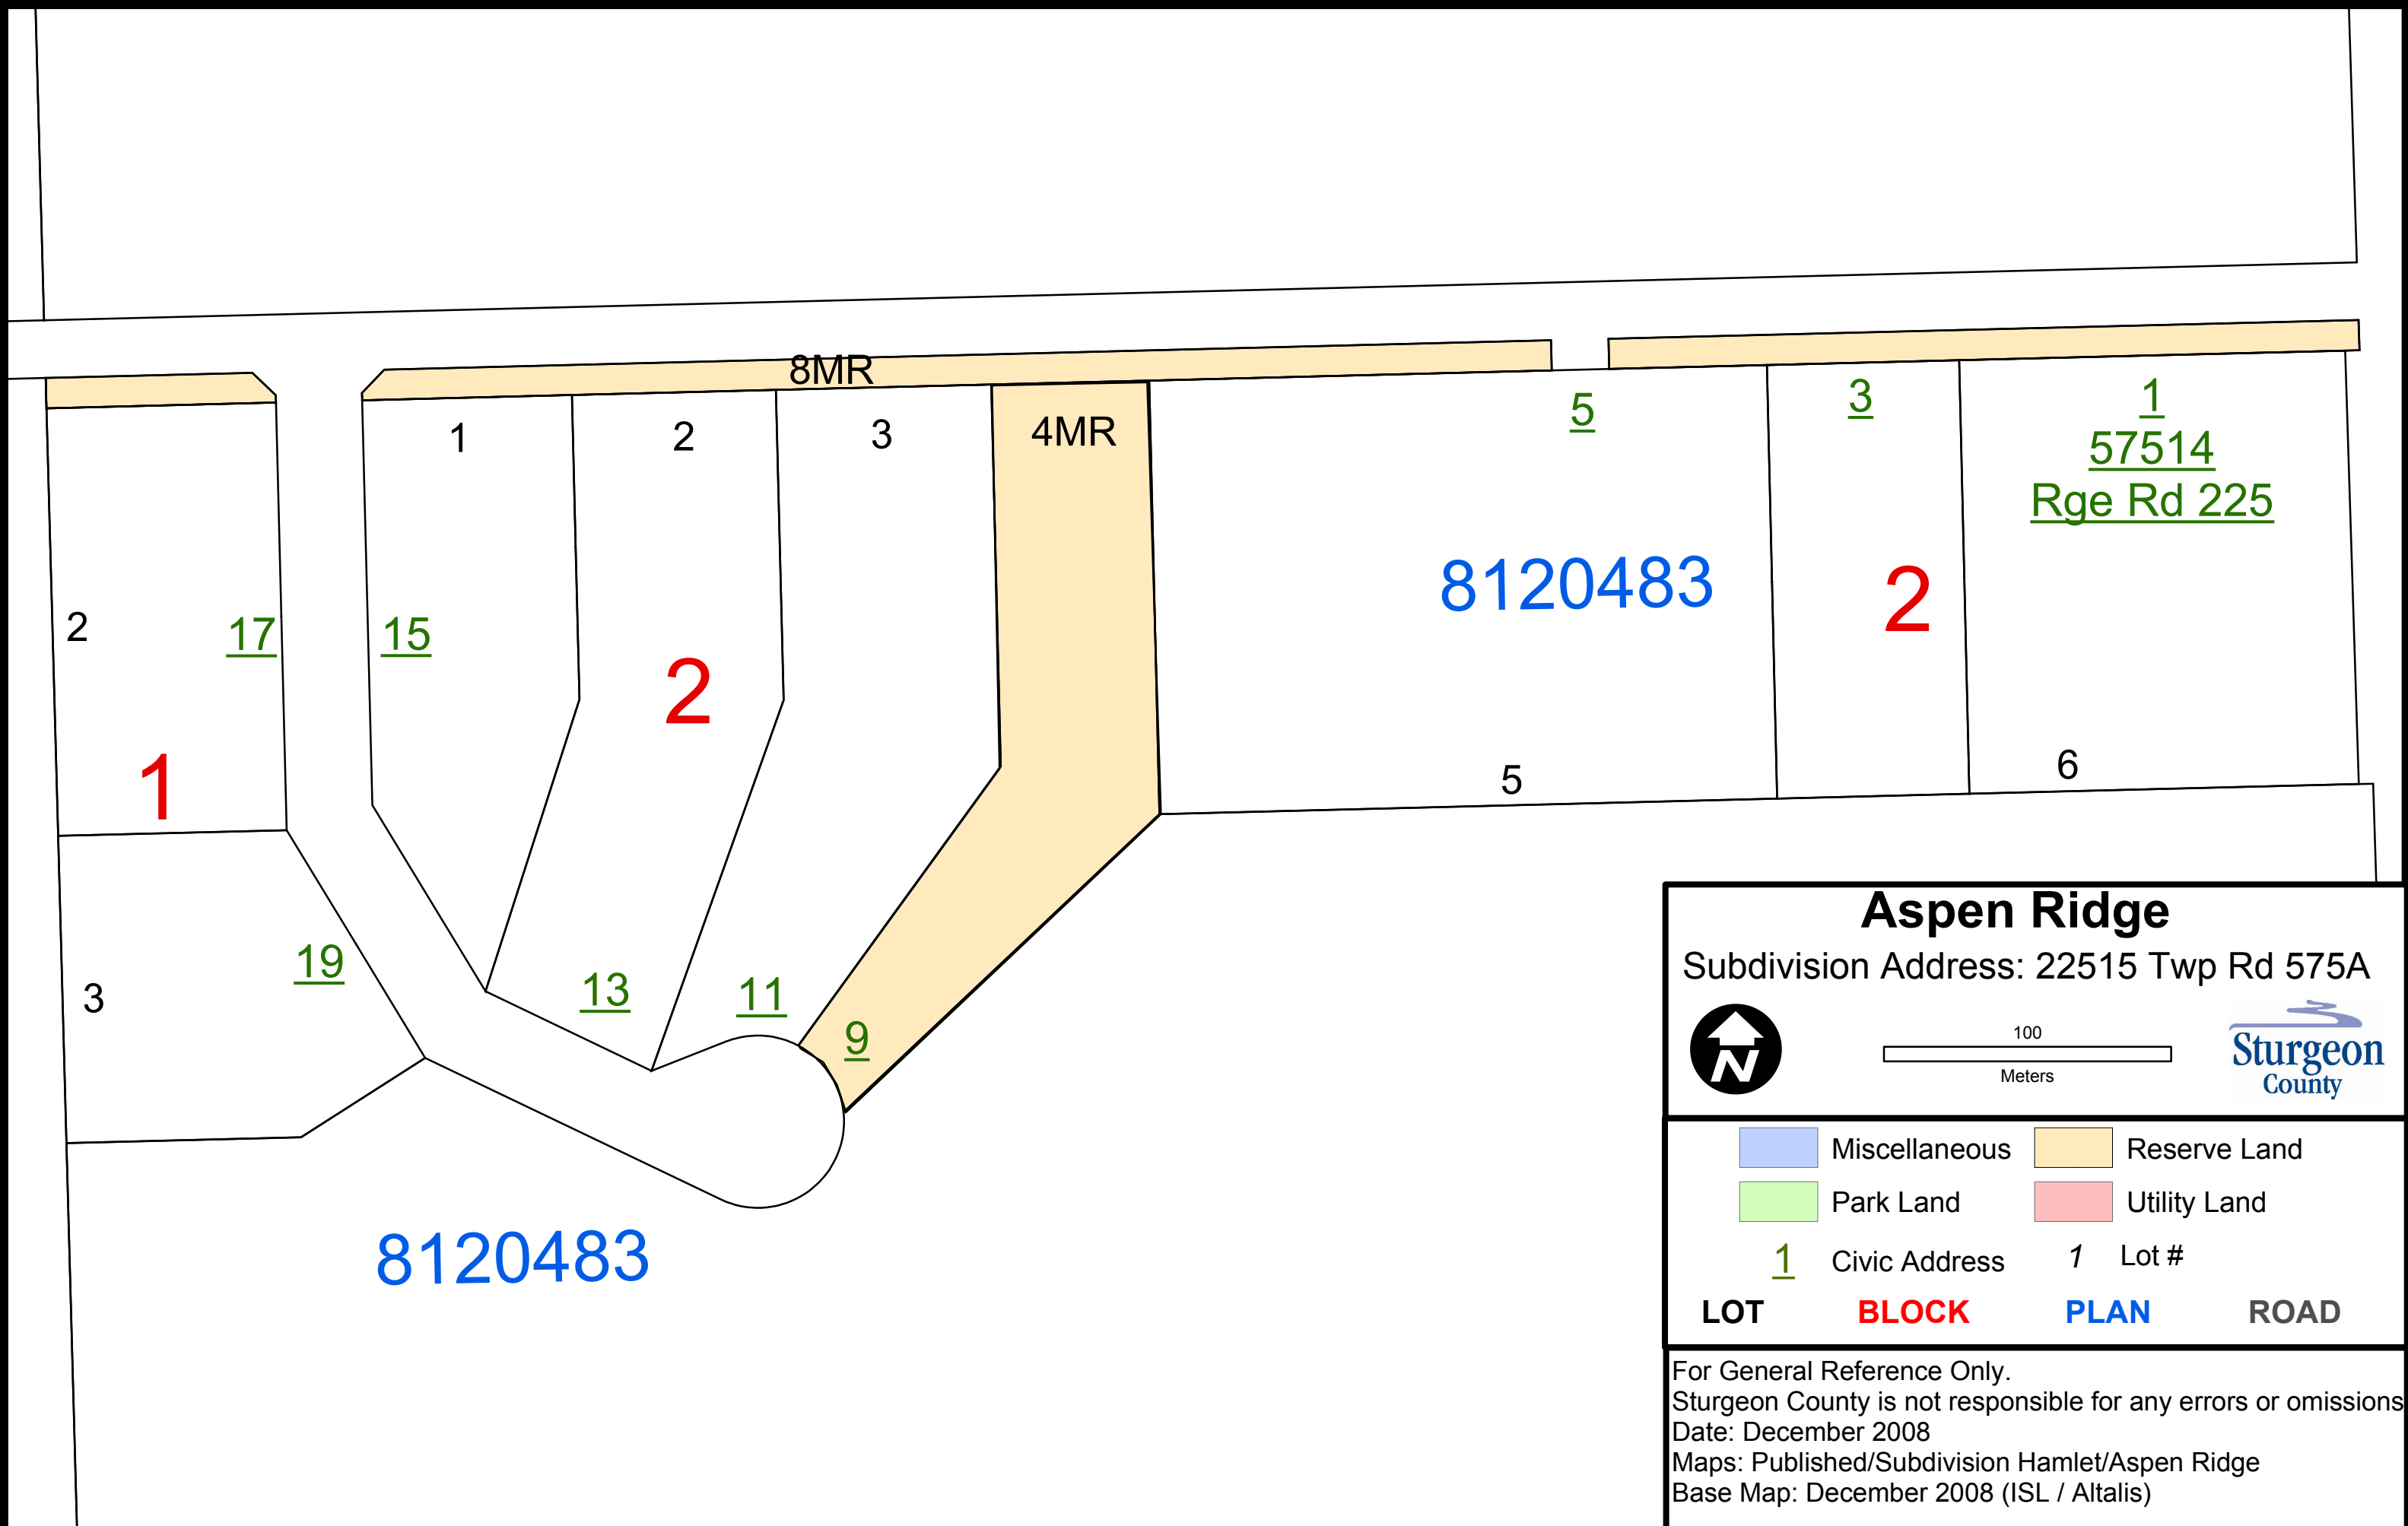 8MR
1
2
3
4MR
5
3
1
57514
Rge Rd 225
8120483
2
2
17
15
2
1
5
6
3
19
13
11
9
8120483
Aspen Ridge
Subdivision Address: 22515 Twp Rd 575A
N
100
Meters
Sturgeon
County
Miscellaneous
Reserve Land
Park Land
Utility Land
1 Civic Address
1 Lot #
LOT BLOCK PLAN ROAD
For General Reference Only.
Sturgeon County is not responsible for any errors or omissions
Date: December 2008
Maps: Published/Subdivision Hamlet/Aspen Ridge
Base Map: December 2008 (ISL / Altalis)